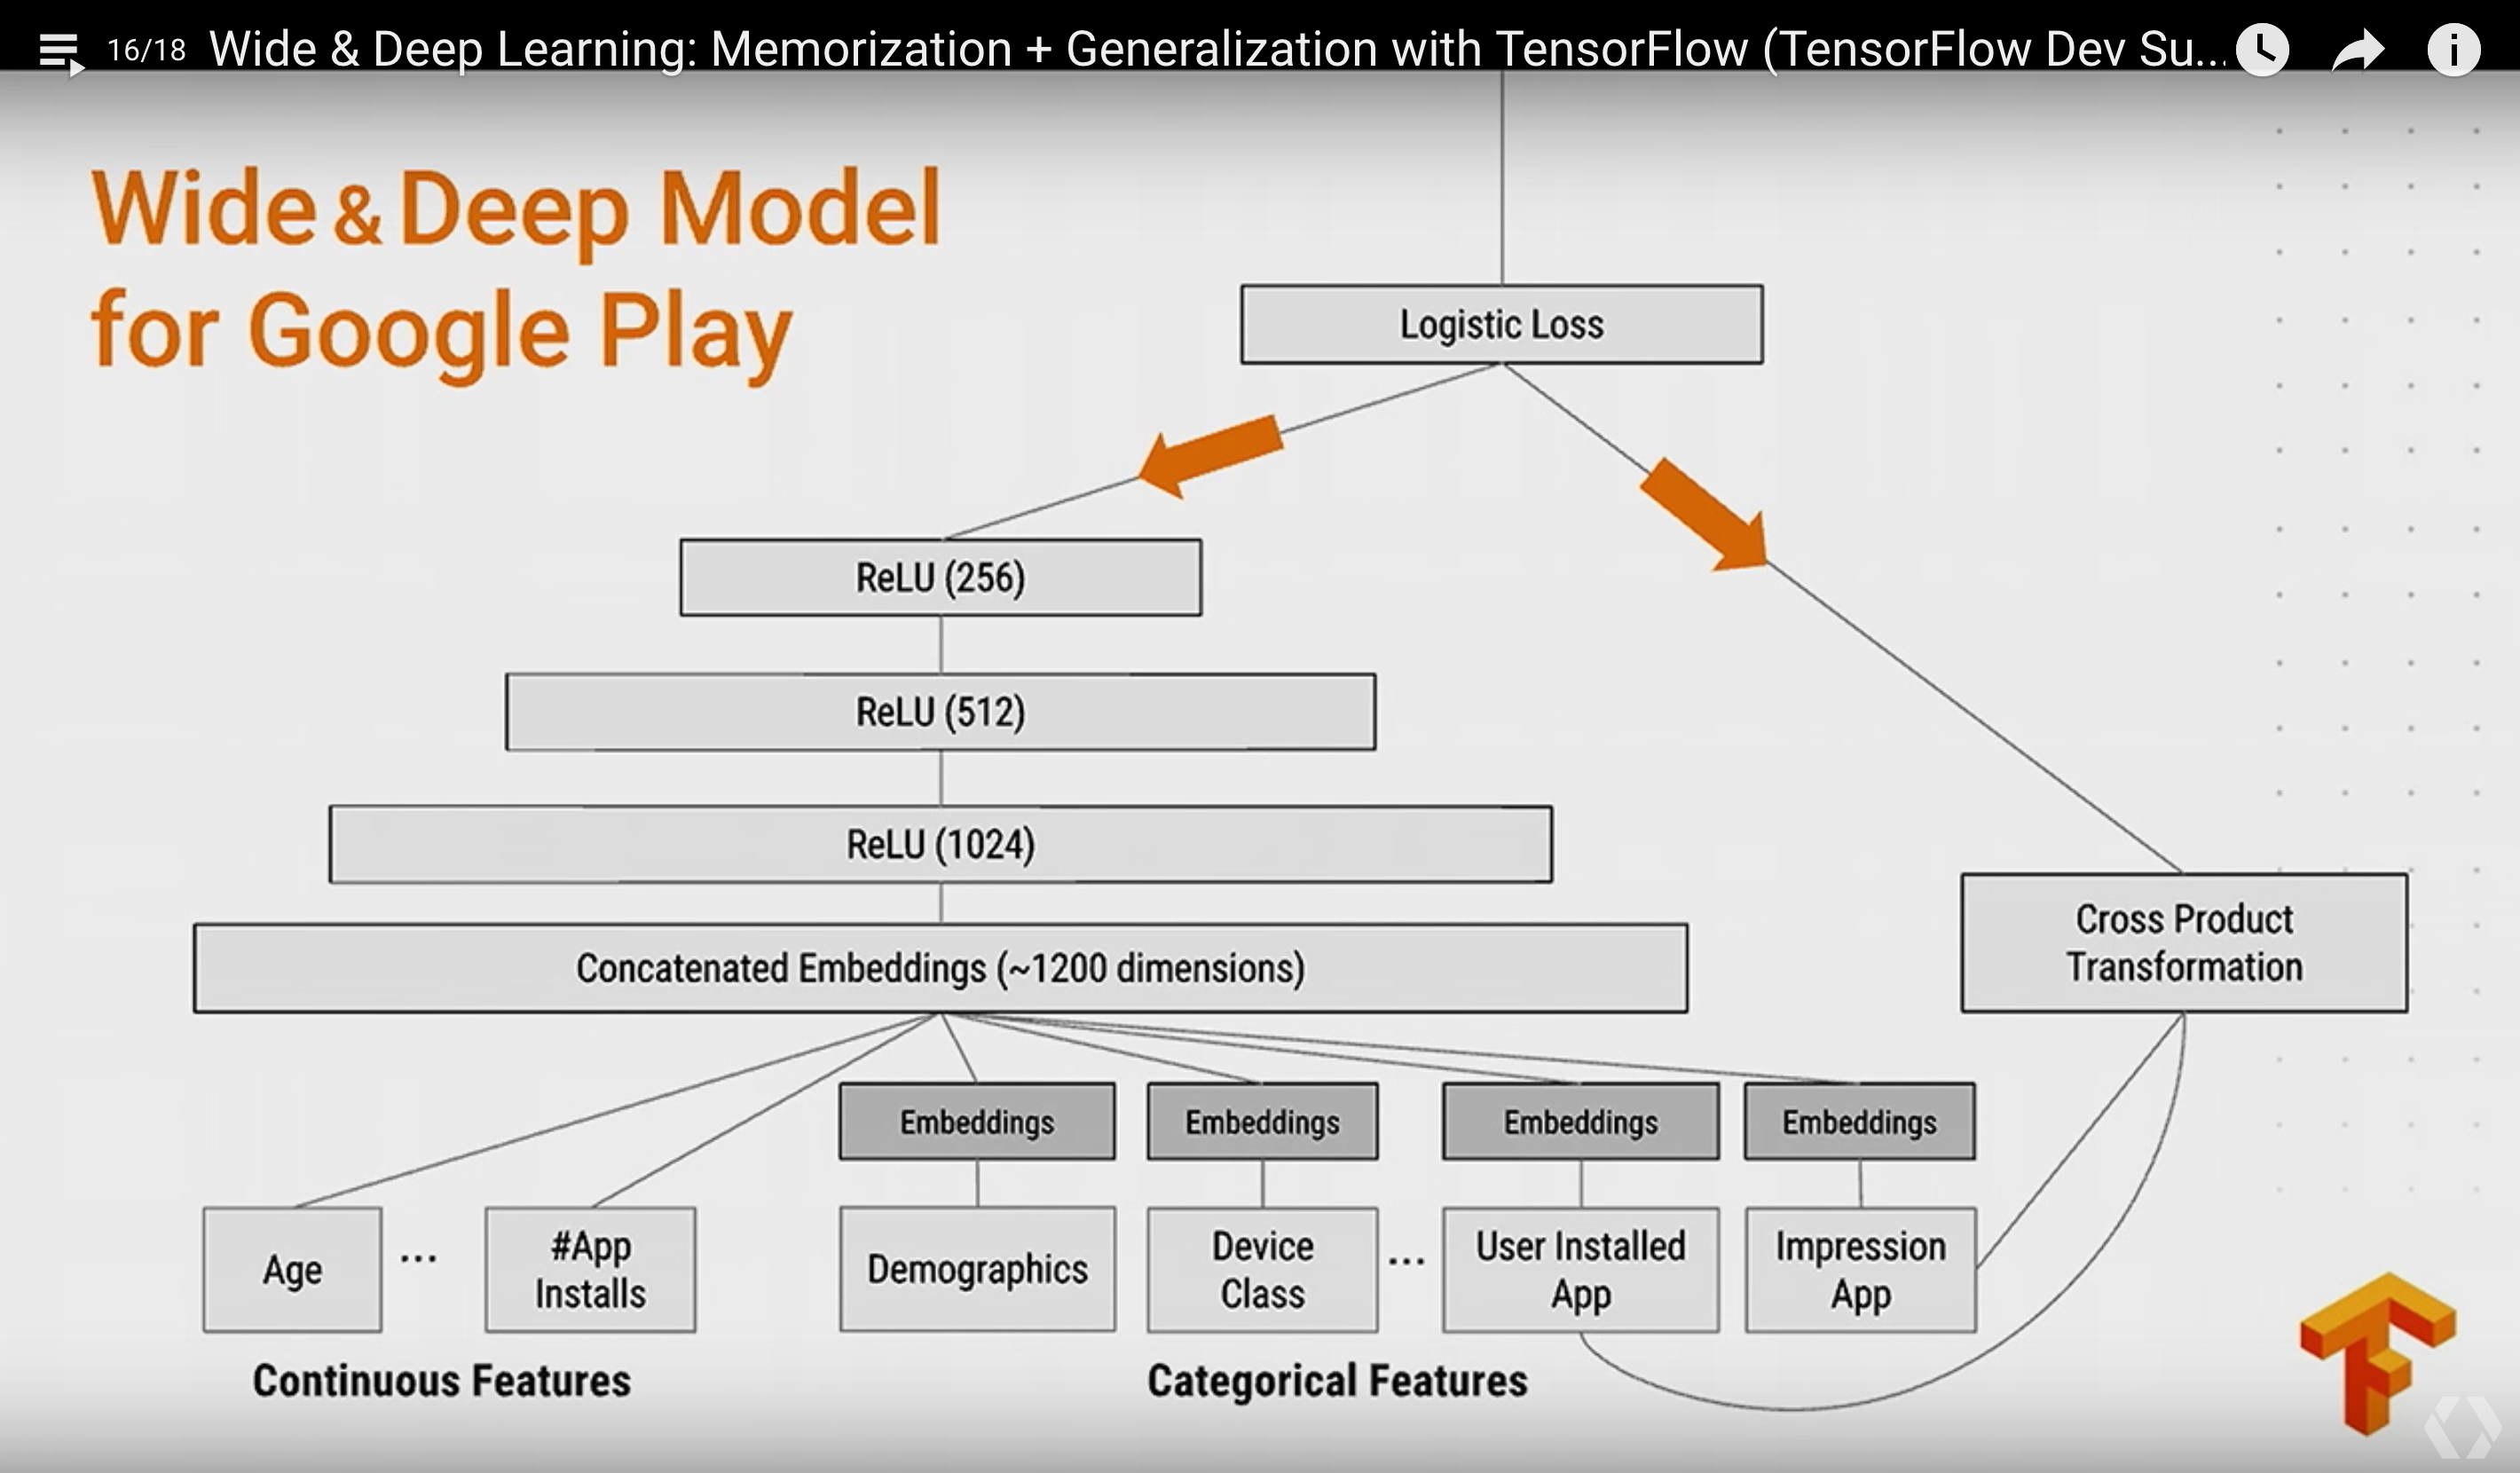 16/18 Wide & Deep Learning: Memorization + Generalization with TensorFlow (TensorFlow Dev Su...
Wide & Deep Model
for Google Play
Logistic Loss
ReLU (256)
ReLU (512)
ReLU (1024)
Concatenated Embeddings (~1200 dimensions)
Cross Product
Transformation
Embeddings
Embeddings
Embeddings
Embeddings
Age
...
#App
Installs
Demographics
Device
Class
...
User Installed
App
Impression
App
Continuous Features
Categorical Features